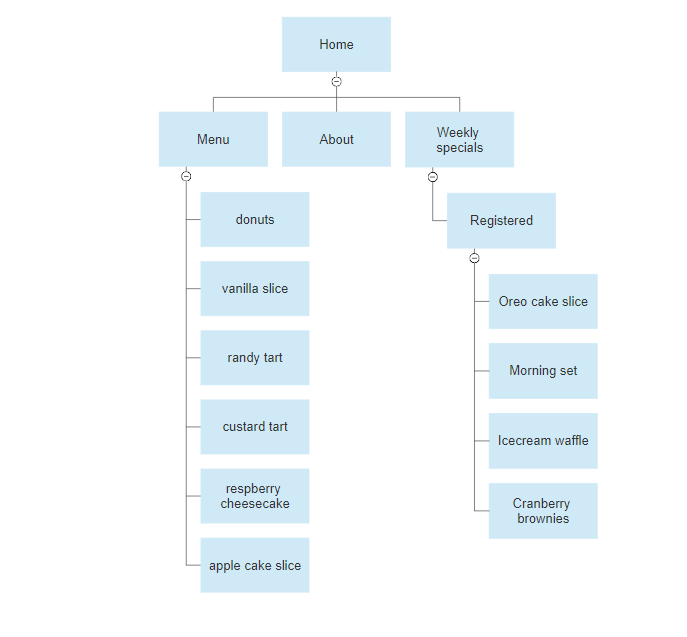 Home
Menu
About
Weekly
specials
donuts
vanilla slice
randy tart
custard tart
respberry
cheesecake
apple cake slice
Registered
Oreo cake slice
Morning set
Icecream waffle
Cranberry
brownies